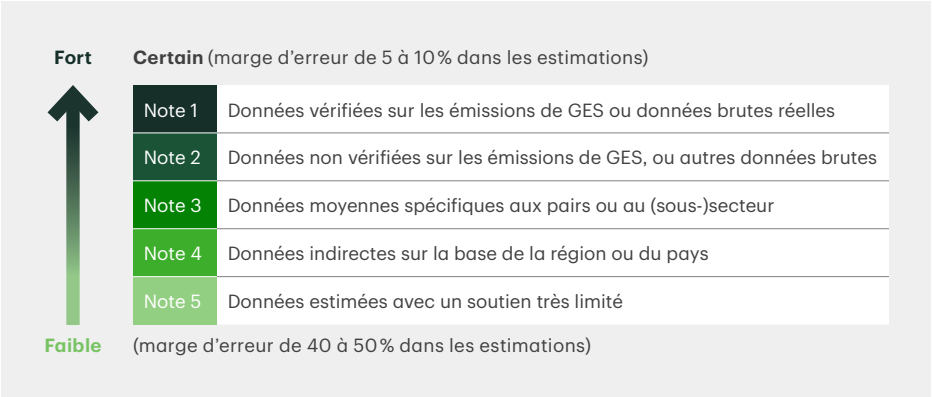 Fort Certain (marge d’erreur de 5 à 10 % dans les estimations)
Note 1 Données vérifiées sur les émissions de GES ou données brutes réelles
Note 2 Données non vérifiées sur les émissions de GES, ou autres données brutes
Note 3 Données moyennes spécifiques aux pairs ou au (sous-)secteur
Note 4 Données indirectes sur la base de la région ou du pays
Note 5 Données estimées avec un soutien très limité
Faible (marge d’erreur de 40 à 50 % dans les estimations)